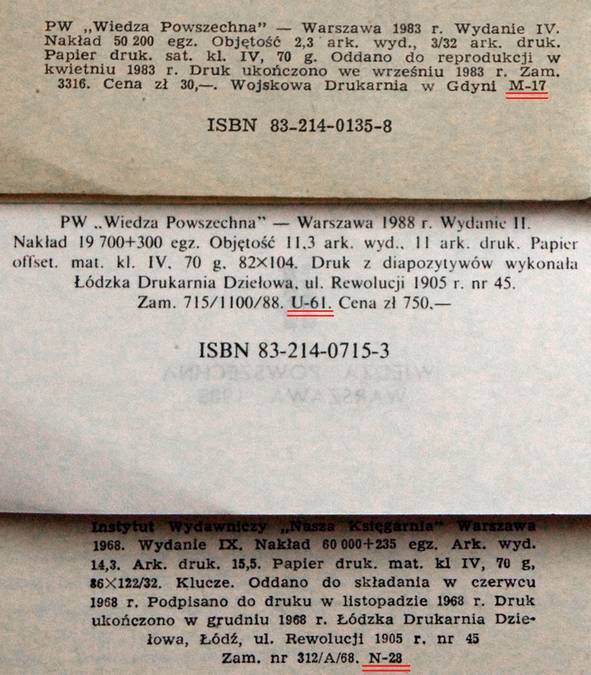 PW „Wiedza Powszechna” — Warszawa 1983 r. Wydanie IV.
Nakład 50 200 egz. Objętość 2,3 ark. wyd., 3/32 ark. druk.
Papier druk. sat. kl. IV, 70 g. Oddano do reprodukcji w
kwietniu 1983 r. Druk ukończono we wrześniu 1983 r. Zam.
3316. Cena zł 30,—. Wojskowa Drukarnia w Gdyni M-17
ISBN 83-214-0135-8
PW „Wiedza Powszechna” — Warszawa 1988 r. Wydanie II.
Nakład 19 700+300 egz. Objętość 11,3 ark. wyd., 11 ark. druk. Papier
offset. mat. kl. IV, 70 g, 82×104. Druk z diapozytywów wykonała
Łódzka Drukarnia Dziełowa, ul. Rewolucji 1905 r. nr 45.
Zam. 715/1100/88. U-61. Cena zł 750,—
ISBN 83-214-0715-3
WIEDZA POWSZECHNA
WARSZAWA 1988
Instytut Wydawniczy „Nasza Księgarnia” Warszawa
1968. Wydanie IX. Nakład 60 000+235 egz. Ark. wyd.
14,3. Ark. druk. 15,5. Papier druk. mat. kl IV, 70 g,
86×122/32. Klucze. Oddano do składania w czerwcu
1968 r. Podpisano do druku w listopadzie 1968 r. Druk
ukończono w grudniu 1968 r. Łódzka Drukarnia Dzie-
łowa, Łódź, ul. Rewolucji 1905 r. nr 45
Zam. nr 312/A/68. N-28